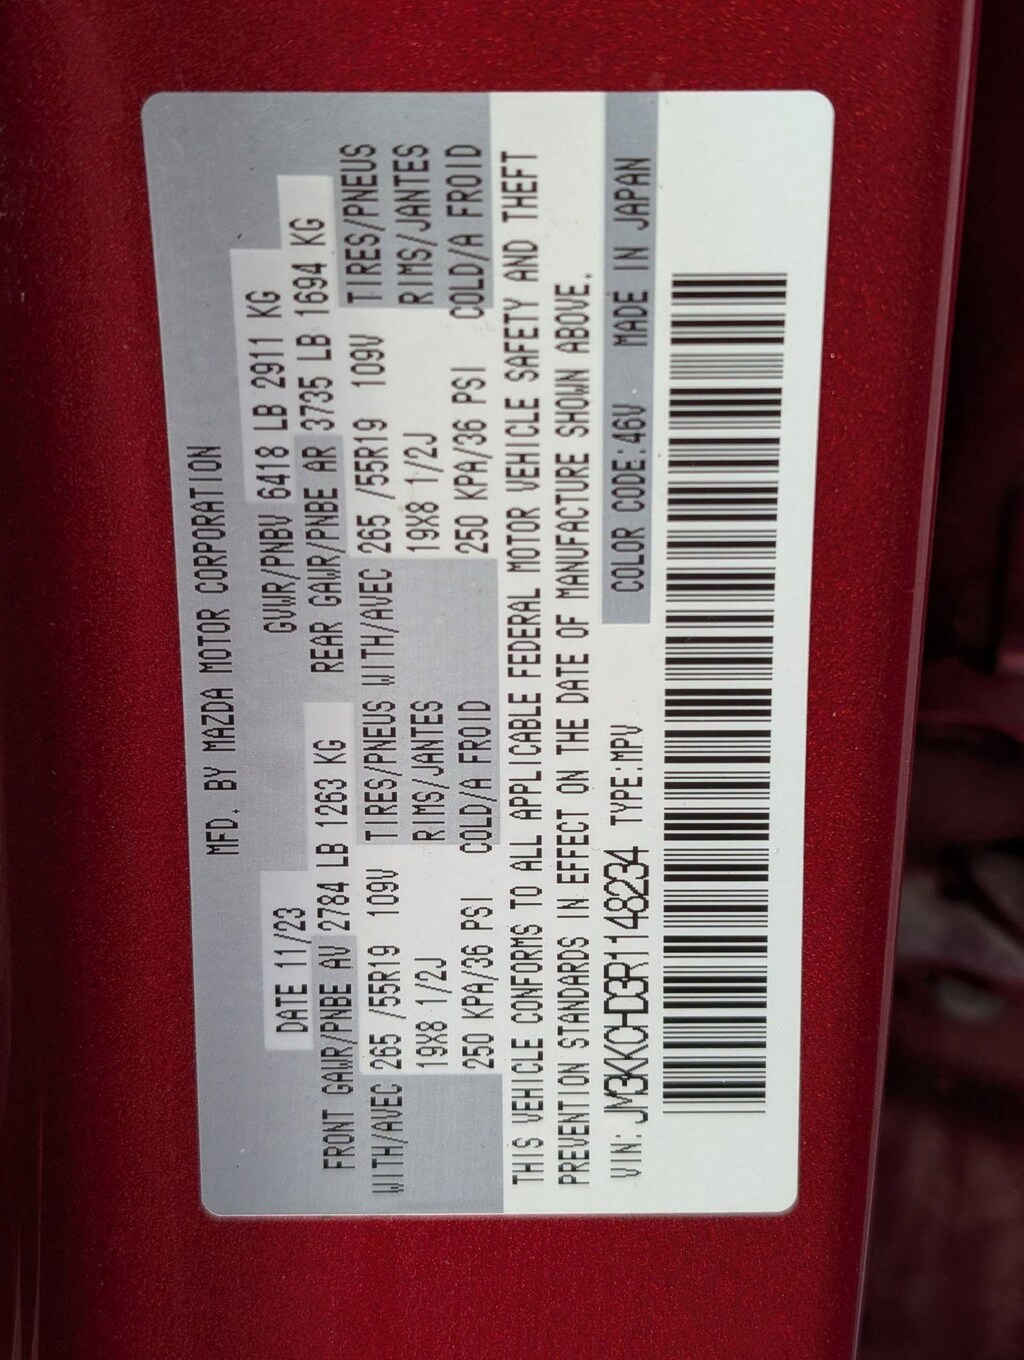 MFD. BY MAZDA MOTOR CORPORATION
DATE 11/23 GVWR/PNBV 6418 LB 2911 KG
FRONT GAWR/PNBE AV 2784 LB 1263 KG REAR GAWR/PNBE AR 3735 LB 1694 KG
WITH/AVEC 265 /55R19 109V TIRES/PNEUS WITH/AVEC 265 /55R19 109V TIRES/PNEUS
19X8 1/2J RIMS/JANTES 19X8 1/2J RIMS/JANTES
250 KPA/36 PSI COLD/A FROID 250 KPA/36 PSI COLD/A FROID
THIS VEHICLE CONFORMS TO ALL APPLICABLE FEDERAL MOTOR VEHICLE SAFETY AND THEFT
PREVENTION STANDARDS IN EFFECT ON THE DATE OF MANUFACTURE SHOWN ABOVE.
VIN: JM3KKCHD3R1148234 TYPE:MPV COLOR CODE:46V MADE IN JAPAN